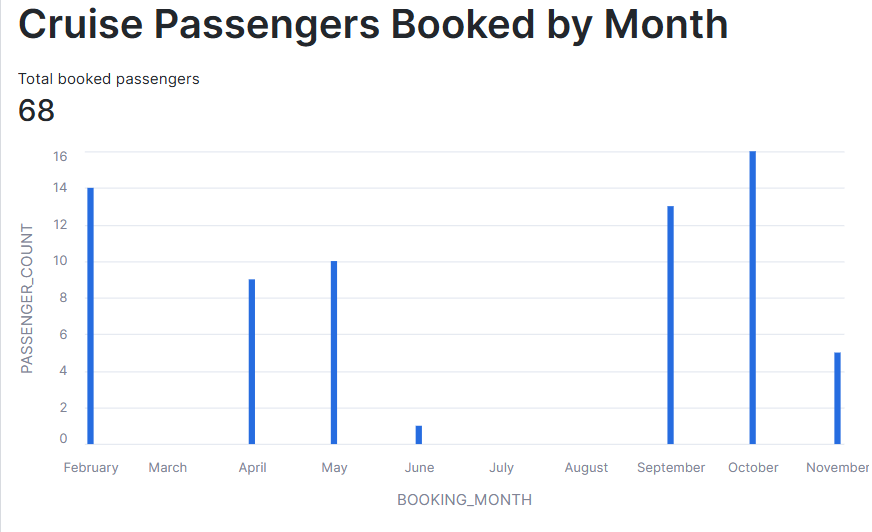 Cruise Passengers Booked by Month
Total booked passengers
68
16
14
12
10
8
6
4
2
0
PASSENGER_COUNT
February March April May June July August September October November
BOOKING_MONTH